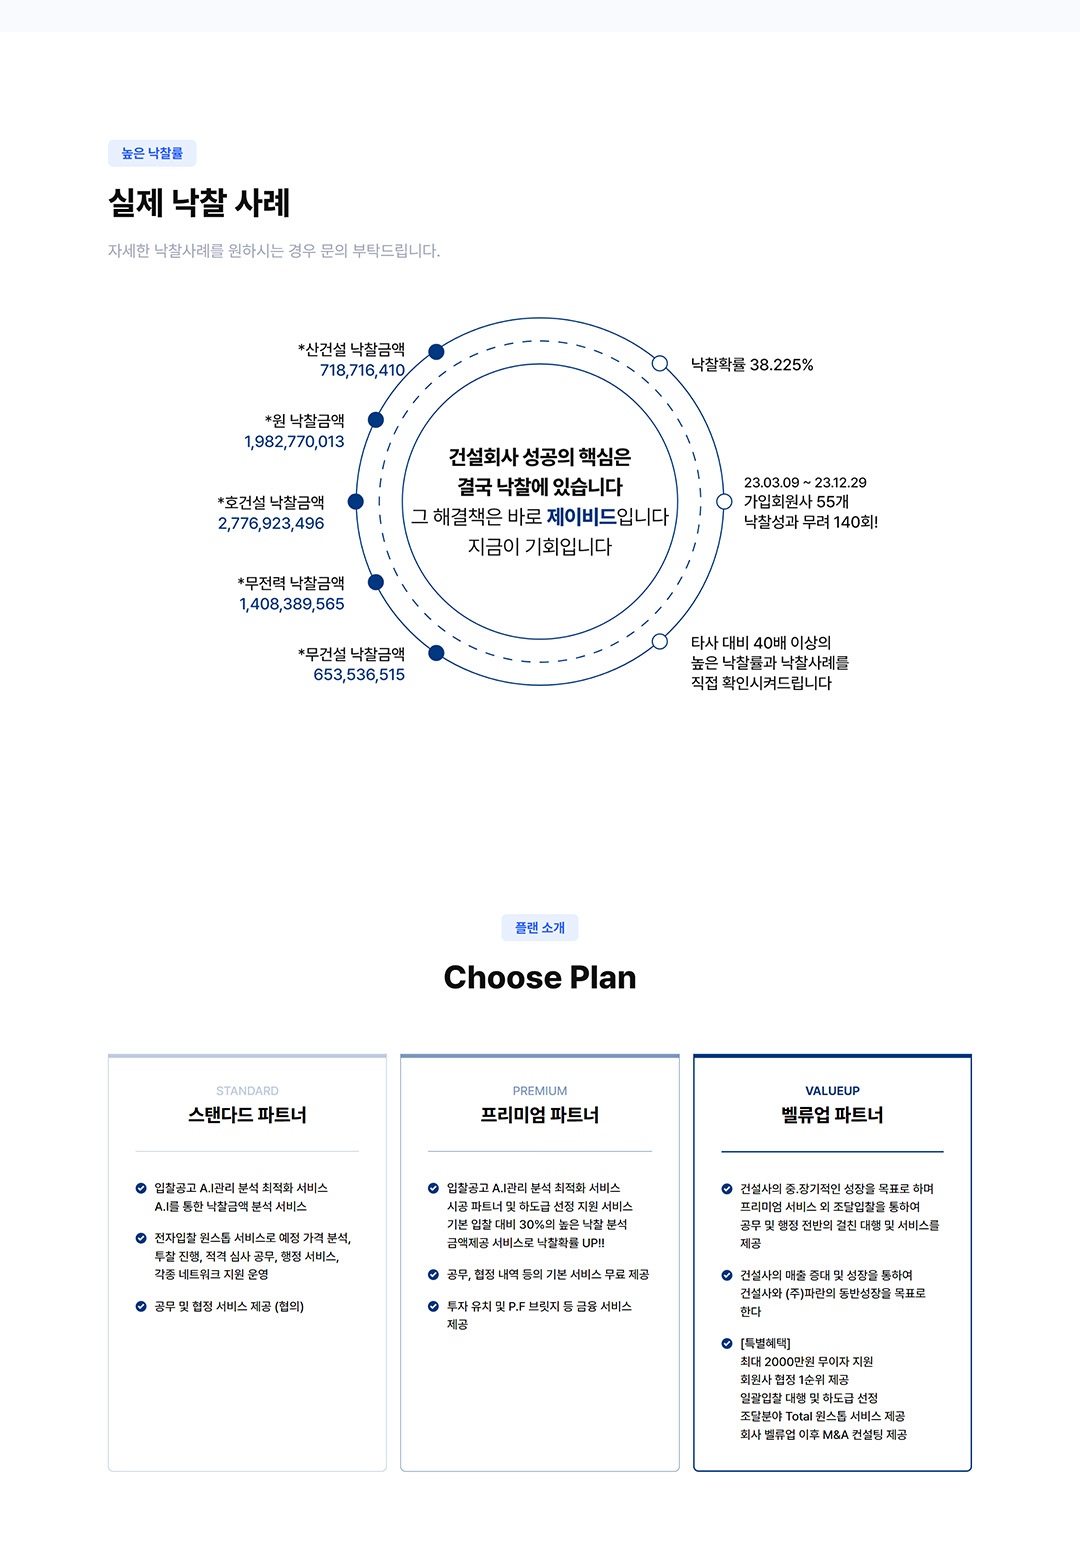 높은 낙찰률
실제 낙찰 사례
자세한 낙찰사례를 원하시는 경우 문의 부탁드립니다.
*산건설 낙찰금액
718,716,410
*원 낙찰금액
1,982,770,013
*호건설 낙찰금액
2,776,923,496
*무전력 낙찰금액
1,408,389,565
*무건설 낙찰금액
653,536,515
건설회사 성공의 핵심은
결국 낙찰에 있습니다
그 해결책은 바로 제이비드입니다
지금이 기회입니다
낙찰확률 38.225%
23.03.09 ~ 23.12.29
가입회원사 55개
낙찰성과 무려 140회!
타사 대비 40배 이상의
높은 낙찰률과 낙찰사례를
직접 확인시켜드립니다
플랜 소개
Choose Plan
STANDARD
스탠다드 파트너
입찰공고 A.I관리 분석 최적화 서비스
A.I를 통한 낙찰금액 분석 서비스
전자입찰 원스톱 서비스로 예정 가격 분석,
투찰 진행, 적격 심사 공무, 행정 서비스,
각종 네트워크 지원 운영
공무 및 협정 서비스 제공 (협의)
PREMIUM
프리미엄 파트너
입찰공고 A.I관리 분석 최적화 서비스
시공 파트너 및 하도급 선정 지원 서비스
기본 입찰 대비 30%의 높은 낙찰 분석
금액제공 서비스로 낙찰확률 UP!!
공무, 협정 내역 등의 기본 서비스 무료 제공
투자 유치 및 P.F 브릿지 등 금융 서비스
제공
VALUEUP
벨류업 파트너
건설사의 중.장기적인 성장을 목표로 하며
프리미엄 서비스 외 조달입찰을 통하여
공무 및 행정 전반의 걸친 대행 및 서비스를
제공
건설사의 매출 증대 및 성장을 통하여
건설사와 (주)파란의 동반성장을 목표로
한다
[특별혜택]
최대 2000만원 무이자 지원
회원사 협정 1순위 제공
일괄입찰 대행 및 하도급 선정
조달분야 Total 원스톱 서비스 제공
회사 벨류업 이후 M&A 컨설팅 제공